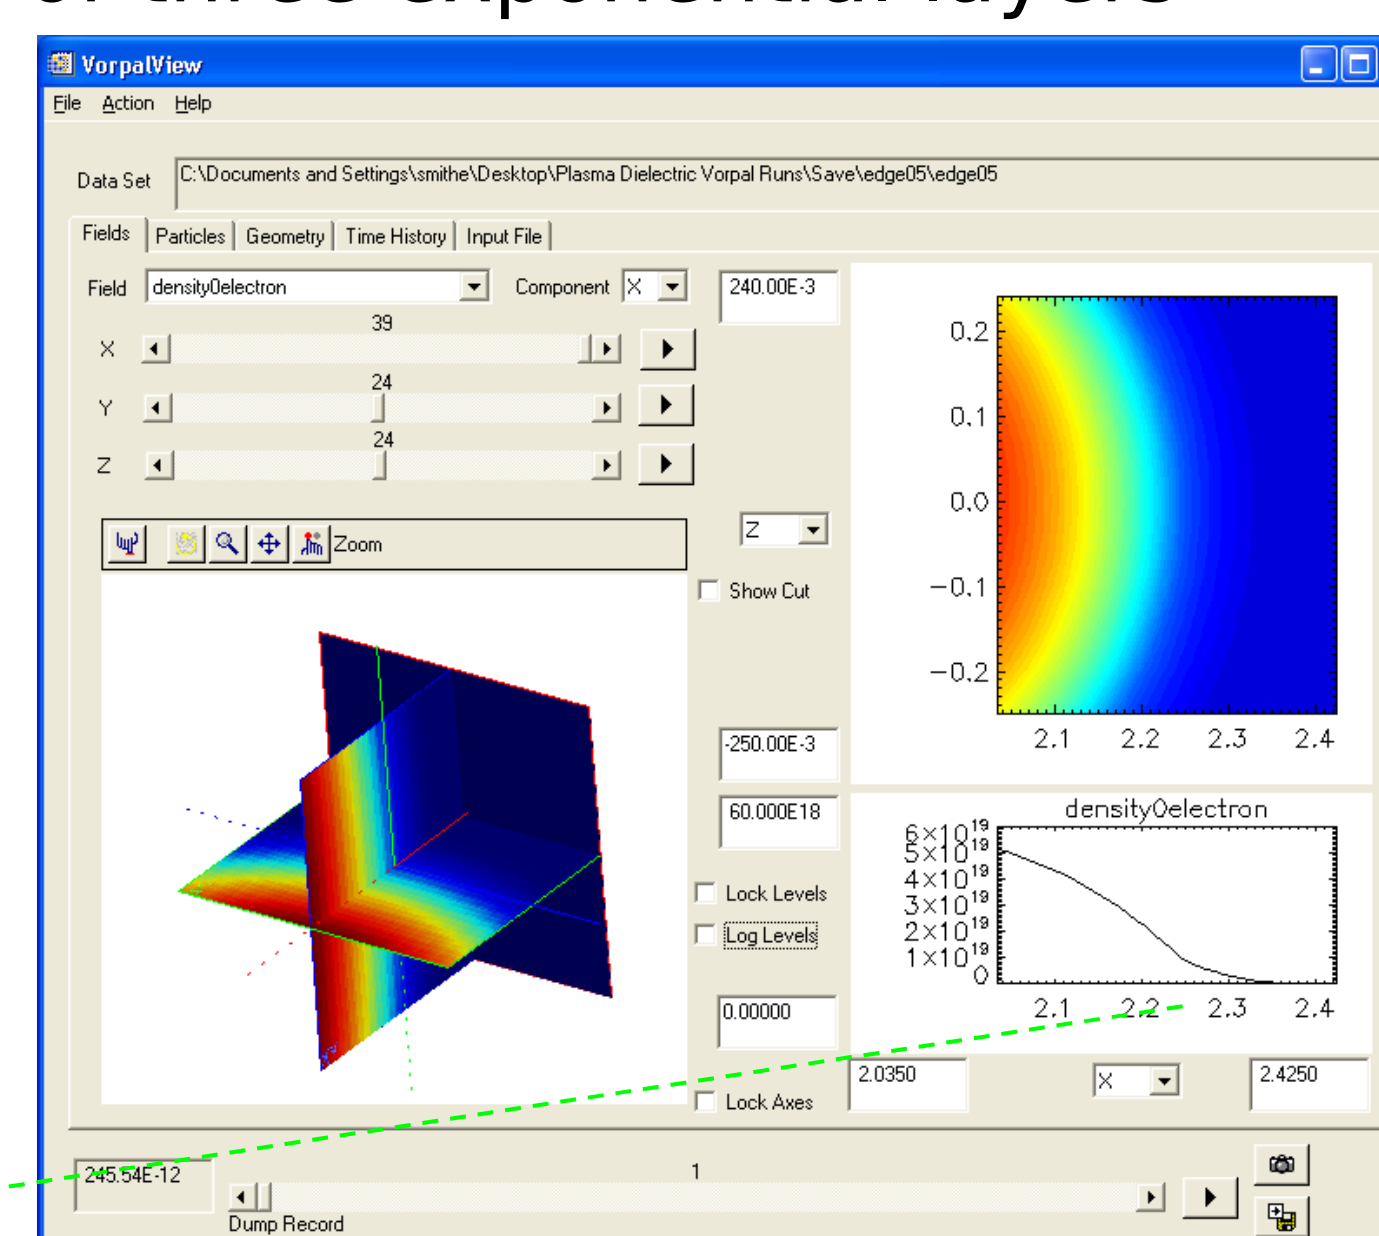 of three exponential layers
VorpalView
File Action Help
Data Set C:\Documents and Settings\smithe\Desktop\Plasma Dielectric Vorpal Runs\Save\edge05\edge05
Fields Particles Geometry Time History Input File
Field density0electron Component X 240.00E-3
39
X
24
Y
24
Z
Zoom
Z
Show Cut
-250.00E-3
60.000E18
Lock Levels
Log Levels
0.00000
Lock Axes
0.2
0.1
0.0
−0.1
−0.2
2.1 2.2 2.3 2.4
density0electron
6×10¹⁹
5×10¹⁹
4×10¹⁹
3×10¹⁹
2×10¹⁹
1×10¹⁹
0
2.1 2.2 2.3 2.4
2.0350 X 2.4250
245.54E-12
1
Dump Record